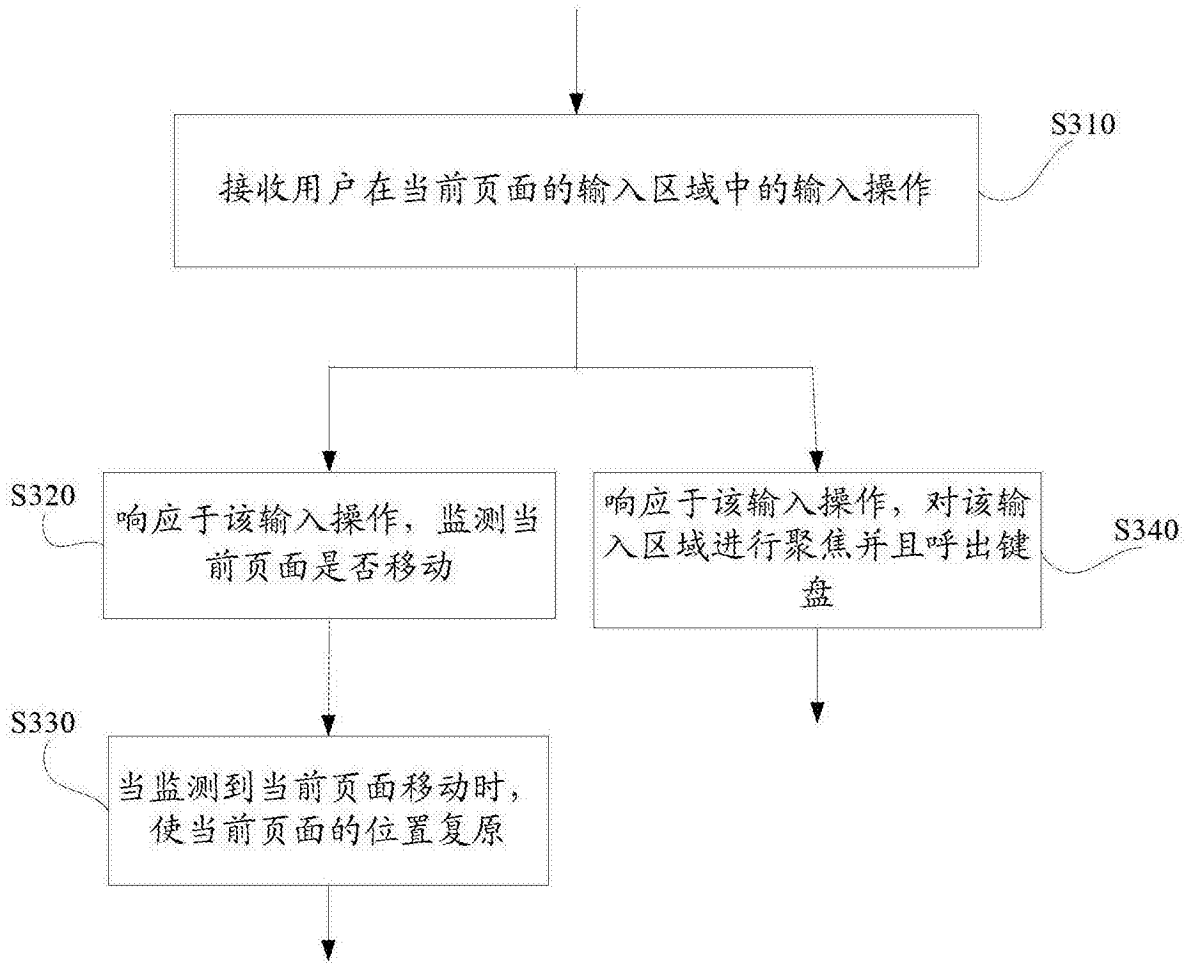 S310
接收用户在当前页面的输入区域中的输入操作
S320
响应于该输入操作，监测当
前页面是否移动
响应于该输入操作，对该输
入区域进行聚焦并且呼出键
盘
S340
S330
当监测到当前页面移动时，
使当前页面的位置复原